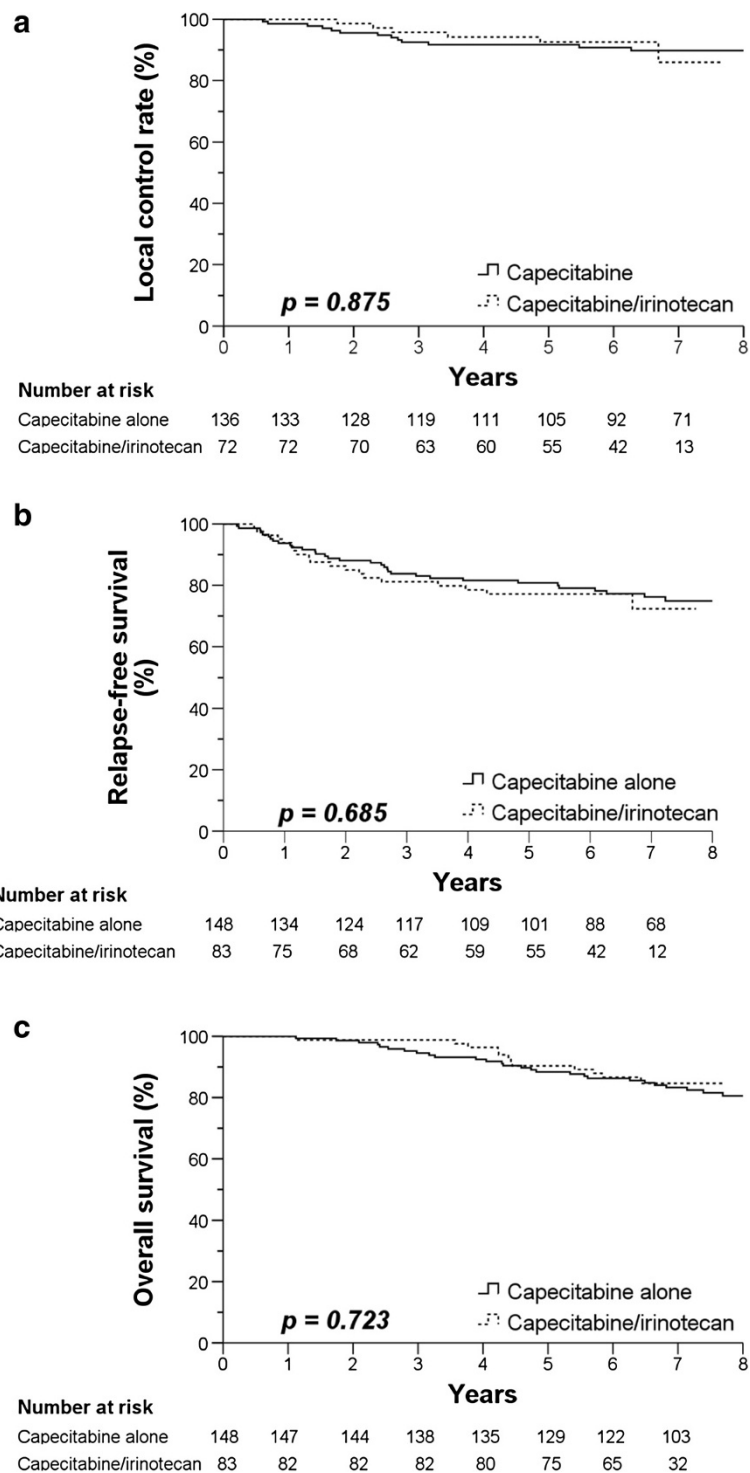 a
Local control rate (%)
100
80
60
40
20
0
Capecitabine
Capecitabine/irinotecan
p = 0.875
0 1 2 3 4 5 6 7 8
Years
Number at risk
Capecitabine alone 136 133 128 119 111 105 92 71
Capecitabine/irinotecan 72 72 70 63 60 55 42 13
b
Relapse-free survival
(%)
100
80
60
40
20
0
Capecitabine alone
Capecitabine/irinotecan
p = 0.685
0 1 2 3 4 5 6 7 8
Years
Number at risk
Capecitabine alone 148 134 124 117 109 101 88 68
Capecitabine/irinotecan 83 75 68 62 59 55 42 12
c
Overall survival (%)
100
80
60
40
20
0
Capecitabine alone
Capecitabine/irinotecan
p = 0.723
0 1 2 3 4 5 6 7 8
Years
Number at risk
Capecitabine alone 148 147 144 138 135 129 122 103
Capecitabine/irinotecan 83 82 82 82 80 75 65 32